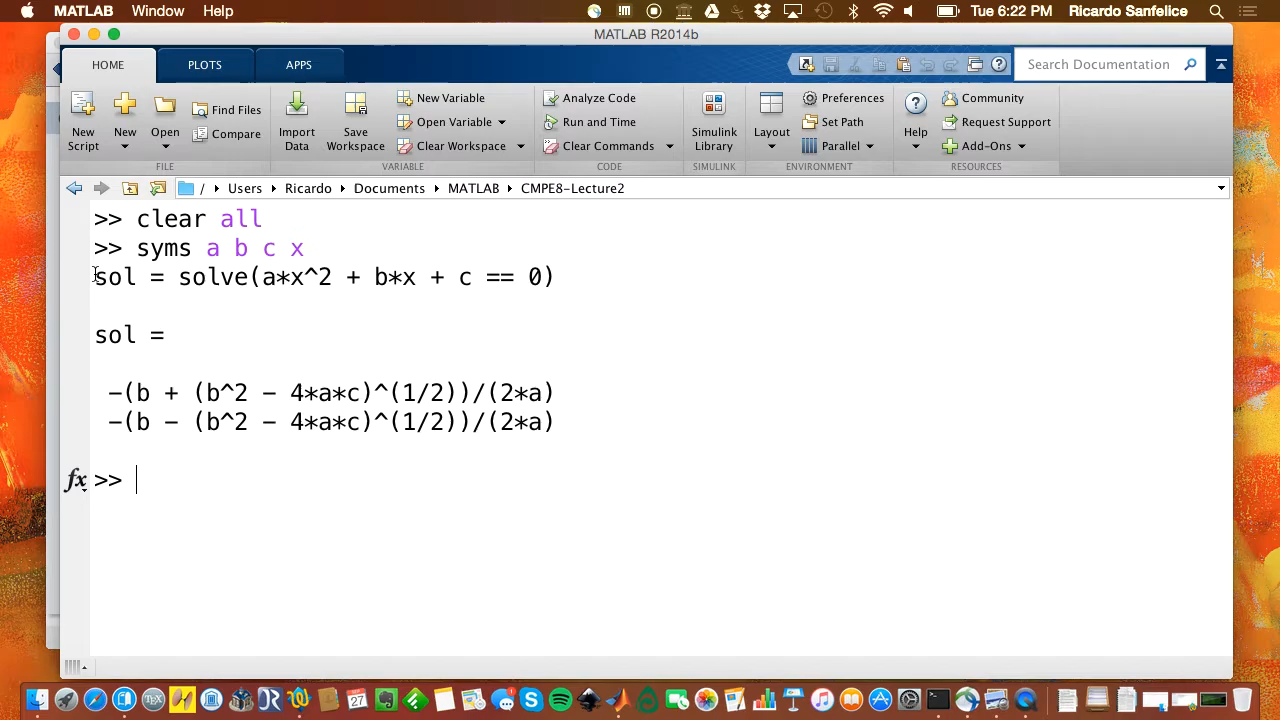 MATLAB Window Help Tue 6:22 PM Ricardo Sanfelice
MATLAB R2014b
HOME PLOTS APPS Search Documentation
New Script New Open Find Files Compare Import Data Save Workspace New Variable Open Variable Clear Workspace Analyze Code Run and Time Clear Commands Simulink Library Layout Preferences Set Path Parallel Help Community Request Support Add-Ons
FILE VARIABLE CODE SIMULINK ENVIRONMENT RESOURCES
/ Users Ricardo Documents MATLAB CMPE8-Lecture2
>> clear all
>> syms a b c x
sol = solve(a*x^2 + b*x + c == 0)
sol =
-(b + (b^2 - 4*a*c)^(1/2))/(2*a)
-(b - (b^2 - 4*a*c)^(1/2))/(2*a)
fx >>